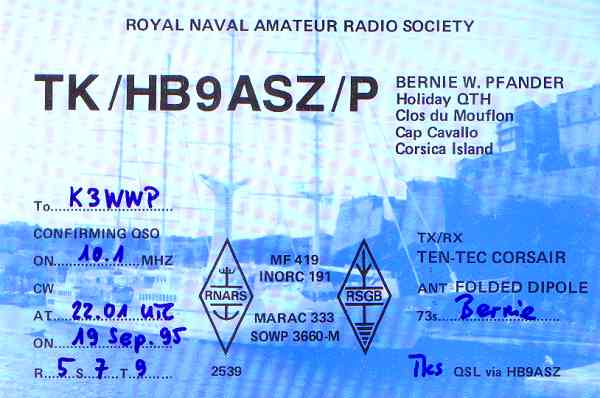 ROYAL NAVAL AMATEUR RADIO SOCIETY
TK/HB9ASZ/P
BERNIE W. PFANDER
Holiday QTH
Clos du Mouflon
Cap Cavallo
Corsica Island
To K3WWP
CONFIRMING QSO
ON 10.1 MHZ
CW
AT 22.01 UTC
ON 19 Sep. 95
R 5 S 7 T 9
RNARS
2539
MF 419
INORC 191
MARAC 333
SOWP 3660-M
RSGB
TX/RX
TEN-TEC CORSAIR
ANT FOLDED DIPOLE
73s Bernie
Tks QSL via HB9ASZ